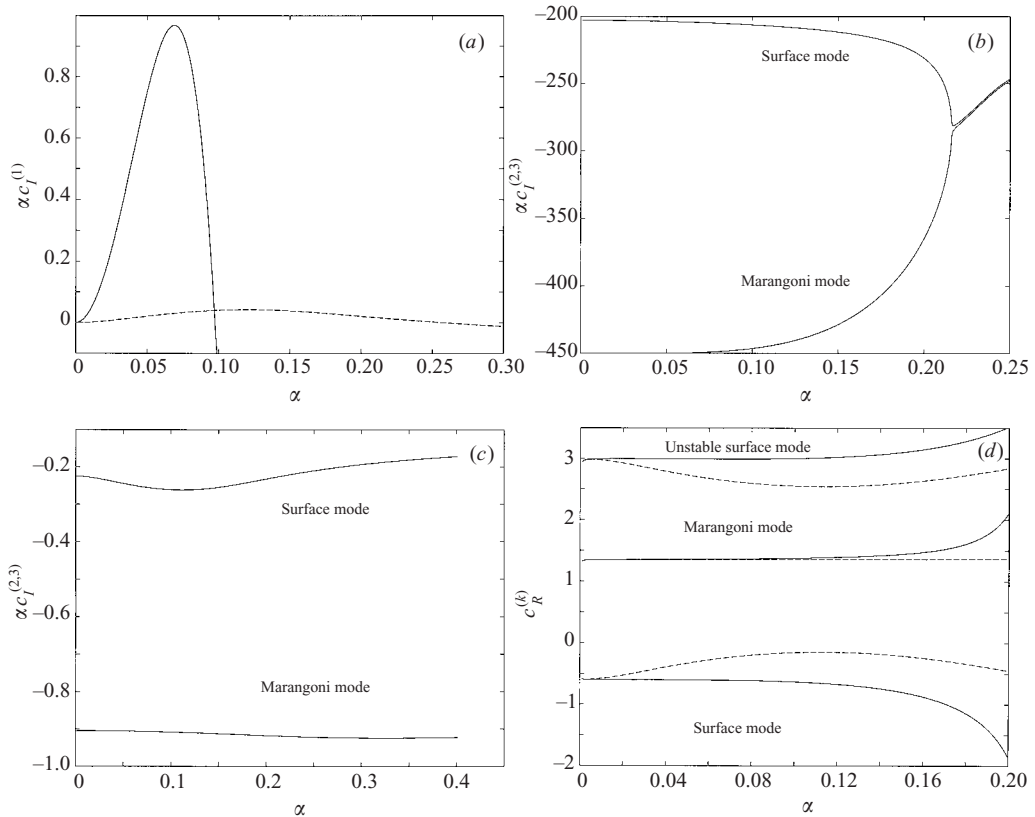 (a)
0.8
0.6
0.4
0.2
0
αc_I^(1)
0 0.05 0.10 0.15 0.20 0.25 0.30
α
(b)
−200
−250
−300
−350
−400
−450
αc_I^(2,3)
Surface mode
Marangoni mode
0 0.05 0.10 0.15 0.20 0.25
α
(c)
−0.2
−0.4
−0.6
−0.8
−1.0
αc_I^(2,3)
Surface mode
Marangoni mode
0 0.1 0.2 0.3 0.4
α
(d)
3
2
1
0
−1
−2
c_R^(k)
Unstable surface mode
Marangoni mode
Surface mode
0 0.04 0.08 0.12 0.16 0.20
α